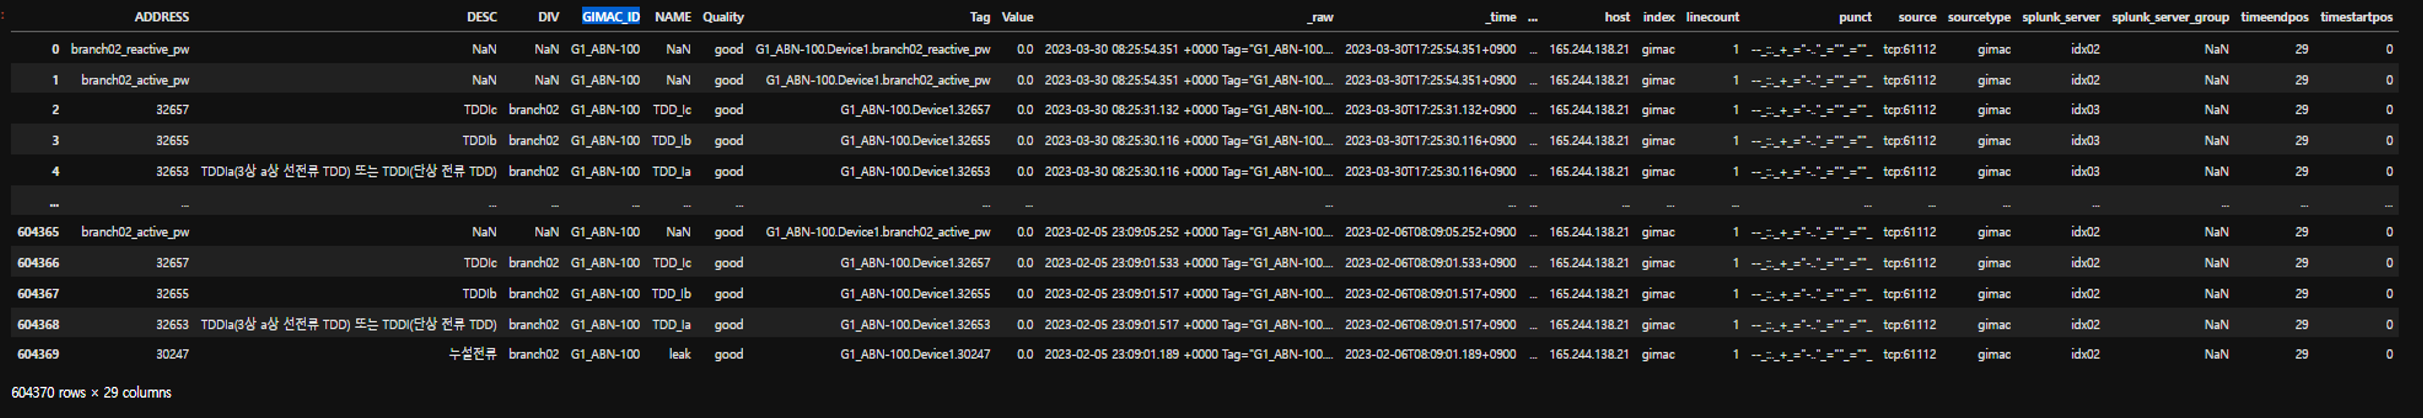 ADDRESS DESC DIV GIMAC_ID NAME Quality Tag Value _raw _time ... host index linecount punct source sourcetype splunk_server splunk_server_group timeendpos timestartpos
0 branch02_reactive_pw NaN NaN G1_ABN-100 NaN good G1_ABN-100.Device1.branch02_reactive_pw 0.0 2023-03-30 08:25:54.351 +0000 Tag="G1_ABN-100.... 2023-03-30T17:25:54.351+0900 ... 165.244.138.21 gimac 1 --_::._+_="-.."_=""_=""_ tcp:61112 gimac idx02 NaN 29 0
1 branch02_active_pw NaN NaN G1_ABN-100 NaN good G1_ABN-100.Device1.branch02_active_pw 0.0 2023-03-30 08:25:54.351 +0000 Tag="G1_ABN-100.... 2023-03-30T17:25:54.351+0900 ... 165.244.138.21 gimac 1 --_::._+_="-.."_=""_=""_ tcp:61112 gimac idx02 NaN 29 0
2 32657 TDDIc branch02 G1_ABN-100 TDD_Ic good G1_ABN-100.Device1.32657 0.0 2023-03-30 08:25:31.132 +0000 Tag="G1_ABN-100.... 2023-03-30T17:25:31.132+0900 ... 165.244.138.21 gimac 1 --_::._+_="-.."_=""_=""_ tcp:61112 gimac idx03 NaN 29 0
3 32655 TDDIb branch02 G1_ABN-100 TDD_Ib good G1_ABN-100.Device1.32655 0.0 2023-03-30 08:25:30.116 +0000 Tag="G1_ABN-100.... 2023-03-30T17:25:30.116+0900 ... 165.244.138.21 gimac 1 --_::._+_="-.."_=""_=""_ tcp:61112 gimac idx03 NaN 29 0
4 32653 TDDIa(3상 a상 선전류 TDD) 또는 TDDI(단상 전류 TDD) branch02 G1_ABN-100 TDD_Ia good G1_ABN-100.Device1.32653 0.0 2023-03-30 08:25:30.116 +0000 Tag="G1_ABN-100.... 2023-03-30T17:25:30.116+0900 ... 165.244.138.21 gimac 1 --_::._+_="-.."_=""_=""_ tcp:61112 gimac idx03 NaN 29 0
... ... ... ... ... ... ... ... ... ... ... ... ... ... ... ... ... ... ... ... ... ...
604365 branch02_active_pw NaN NaN G1_ABN-100 NaN good G1_ABN-100.Device1.branch02_active_pw 0.0 2023-02-05 23:09:05.252 +0000 Tag="G1_ABN-100.... 2023-02-06T08:09:05.252+0900 ... 165.244.138.21 gimac 1 --_::._+_="-.."_=""_=""_ tcp:61112 gimac idx02 NaN 29 0
604366 32657 TDDIc branch02 G1_ABN-100 TDD_Ic good G1_ABN-100.Device1.32657 0.0 2023-02-05 23:09:01.533 +0000 Tag="G1_ABN-100.... 2023-02-06T08:09:01.533+0900 ... 165.244.138.21 gimac 1 --_::._+_="-.."_=""_=""_ tcp:61112 gimac idx02 NaN 29 0
604367 32655 TDDIb branch02 G1_ABN-100 TDD_Ib good G1_ABN-100.Device1.32655 0.0 2023-02-05 23:09:01.517 +0000 Tag="G1_ABN-100.... 2023-02-06T08:09:01.517+0900 ... 165.244.138.21 gimac 1 --_::._+_="-.."_=""_=""_ tcp:61112 gimac idx02 NaN 29 0
604368 32653 TDDIa(3상 a상 선전류 TDD) 또는 TDDI(단상 전류 TDD) branch02 G1_ABN-100 TDD_Ia good G1_ABN-100.Device1.32653 0.0 2023-02-05 23:09:01.517 +0000 Tag="G1_ABN-100.... 2023-02-06T08:09:01.517+0900 ... 165.244.138.21 gimac 1 --_::._+_="-.."_=""_=""_ tcp:61112 gimac idx02 NaN 29 0
604369 30247 누설전류 branch02 G1_ABN-100 leak good G1_ABN-100.Device1.30247 0.0 2023-02-05 23:09:01.189 +0000 Tag="G1_ABN-100.... 2023-02-06T08:09:01.189+0900 ... 165.244.138.21 gimac 1 --_::._+_="-.."_=""_=""_ tcp:61112 gimac idx02 NaN 29 0
604370 rows × 29 columns